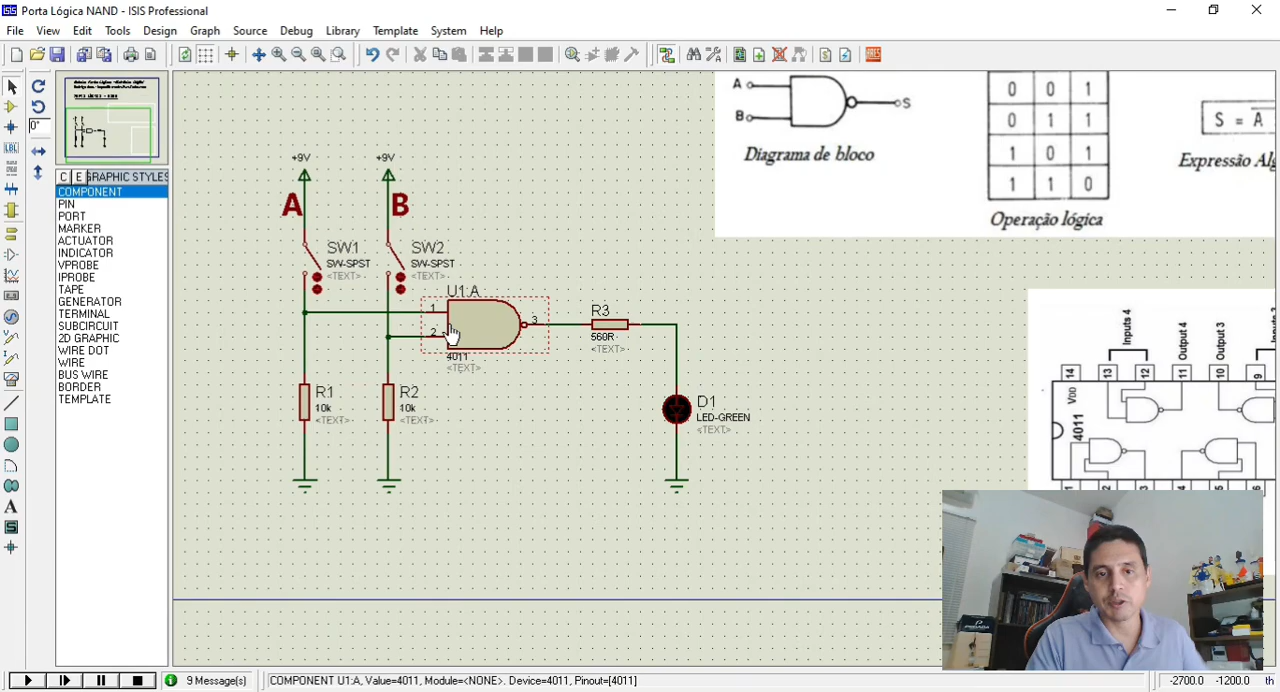 Porta Lógica NAND - ISIS Professional
File View Edit Tools Design Graph Source Debug Library Template System Help
C E GRAPHIC STYLES
COMPONENT
PIN
PORT
MARKER
ACTUATOR
INDICATOR
VPROBE
IPROBE
TAPE
GENERATOR
TERMINAL
SUBCIRCUIT
2D GRAPHIC
WIRE DOT
WIRE
BUS WIRE
BORDER
TEMPLATE
0°
LBL
A
S
+9V +9V
A B
SW1 SW2
SW-SPST SW-SPST
<TEXT> <TEXT>
U1:A
1
2
3
4011
<TEXT>
R1
10k
<TEXT>
R2
10k
<TEXT>
R3
560R
<TEXT>
D1
LED-GREEN
<TEXT>
A
B
S
Diagrama de bloco
0 0 1
0 1 1
1 0 1
1 1 0
Operação lógica
S = A
Expressão Alg
Inputs 4
Output 4
Output 3
14 13 12 11 10 9
VDD
4011
9 Message(s)
COMPONENT U1:A, Value=4011, Module=<NONE>. Device=4011, Pinout=[4011]
-2700.0 -1200.0 th